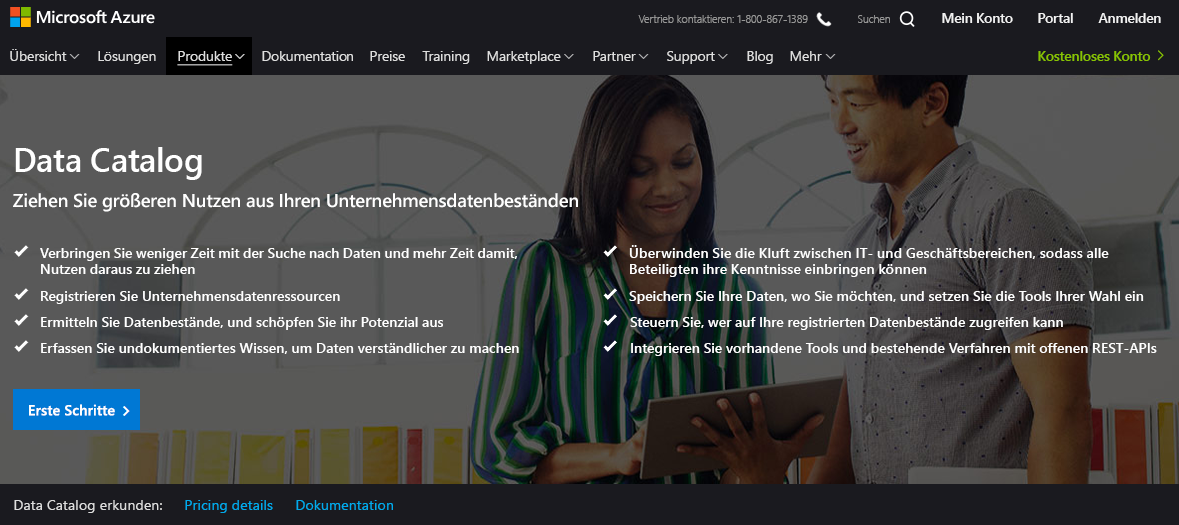 Microsoft Azure
Vertrieb kontaktieren: 1-800-867-1389
Suchen
Mein Konto
Portal
Anmelden
Übersicht
Lösungen
Produkte
Dokumentation
Preise
Training
Marketplace
Partner
Support
Blog
Mehr
Kostenloses Konto
Data Catalog
Ziehen Sie größeren Nutzen aus Ihren Unternehmensdatenbeständen
Verbringen Sie weniger Zeit mit der Suche nach Daten und mehr Zeit damit,
Nutzen daraus zu ziehen
Registrieren Sie Unternehmensdatenressourcen
Ermitteln Sie Datenbestände, und schöpfen Sie ihr Potenzial aus
Erfassen Sie undokumentiertes Wissen, um Daten verständlicher zu machen
Überwinden Sie die Kluft zwischen IT- und Geschäftsbereichen, sodass alle
Beteiligten ihre Kenntnisse einbringen können
Speichern Sie Ihre Daten, wo Sie möchten, und setzen Sie die Tools Ihrer Wahl ein
Steuern Sie, wer auf Ihre registrierten Datenbestände zugreifen kann
Integrieren Sie vorhandene Tools und bestehende Verfahren mit offenen REST-APIs
Erste Schritte
Data Catalog erkunden:
Pricing details
Dokumentation